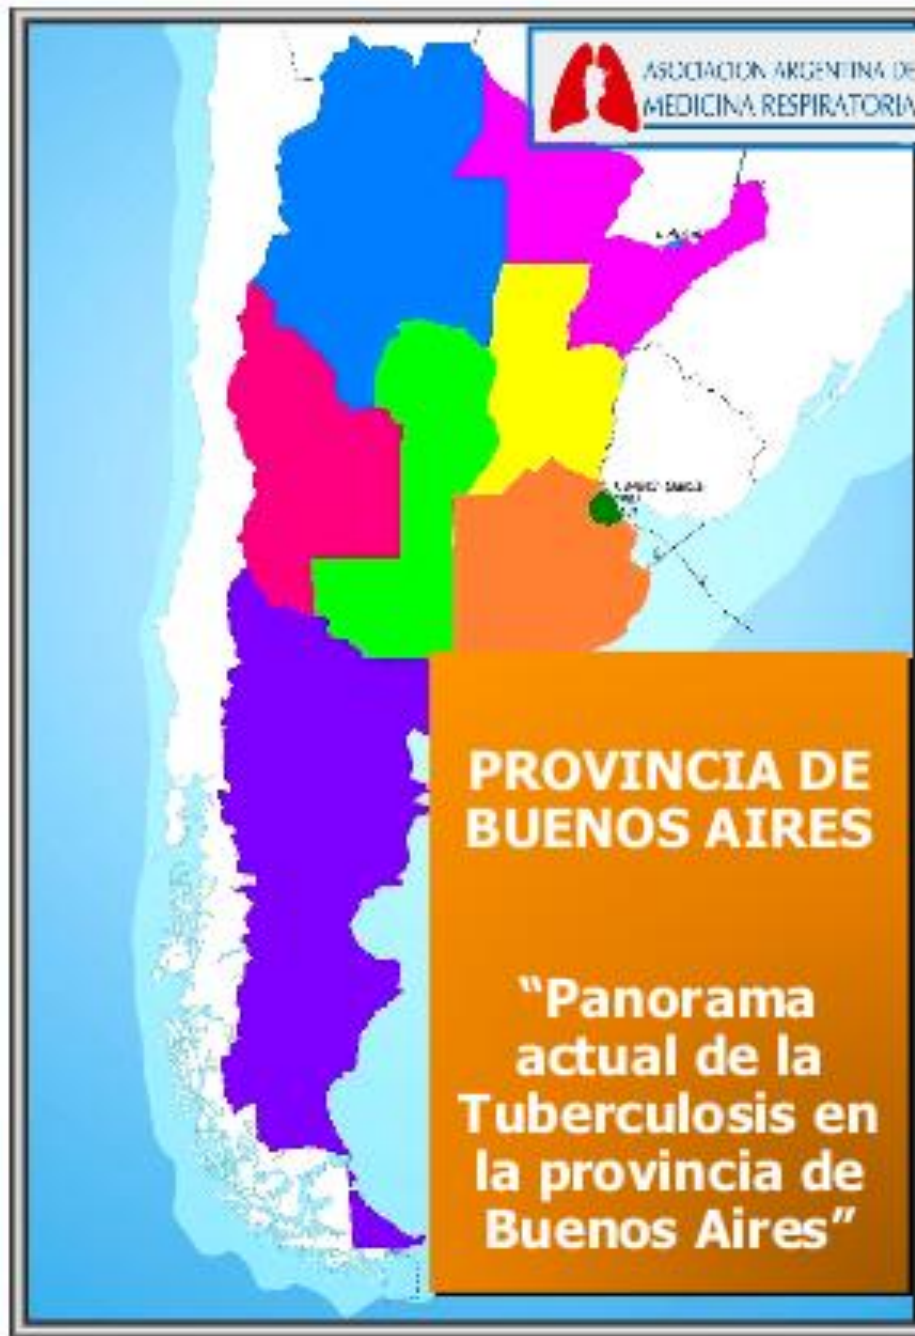 ASOCIACION ARGENTINA DE
MEDICINA RESPIRATORIA
PROVINCIA DE
BUENOS AIRES
“Panorama
actual de la
Tuberculosis en
la provincia de
Buenos Aires”